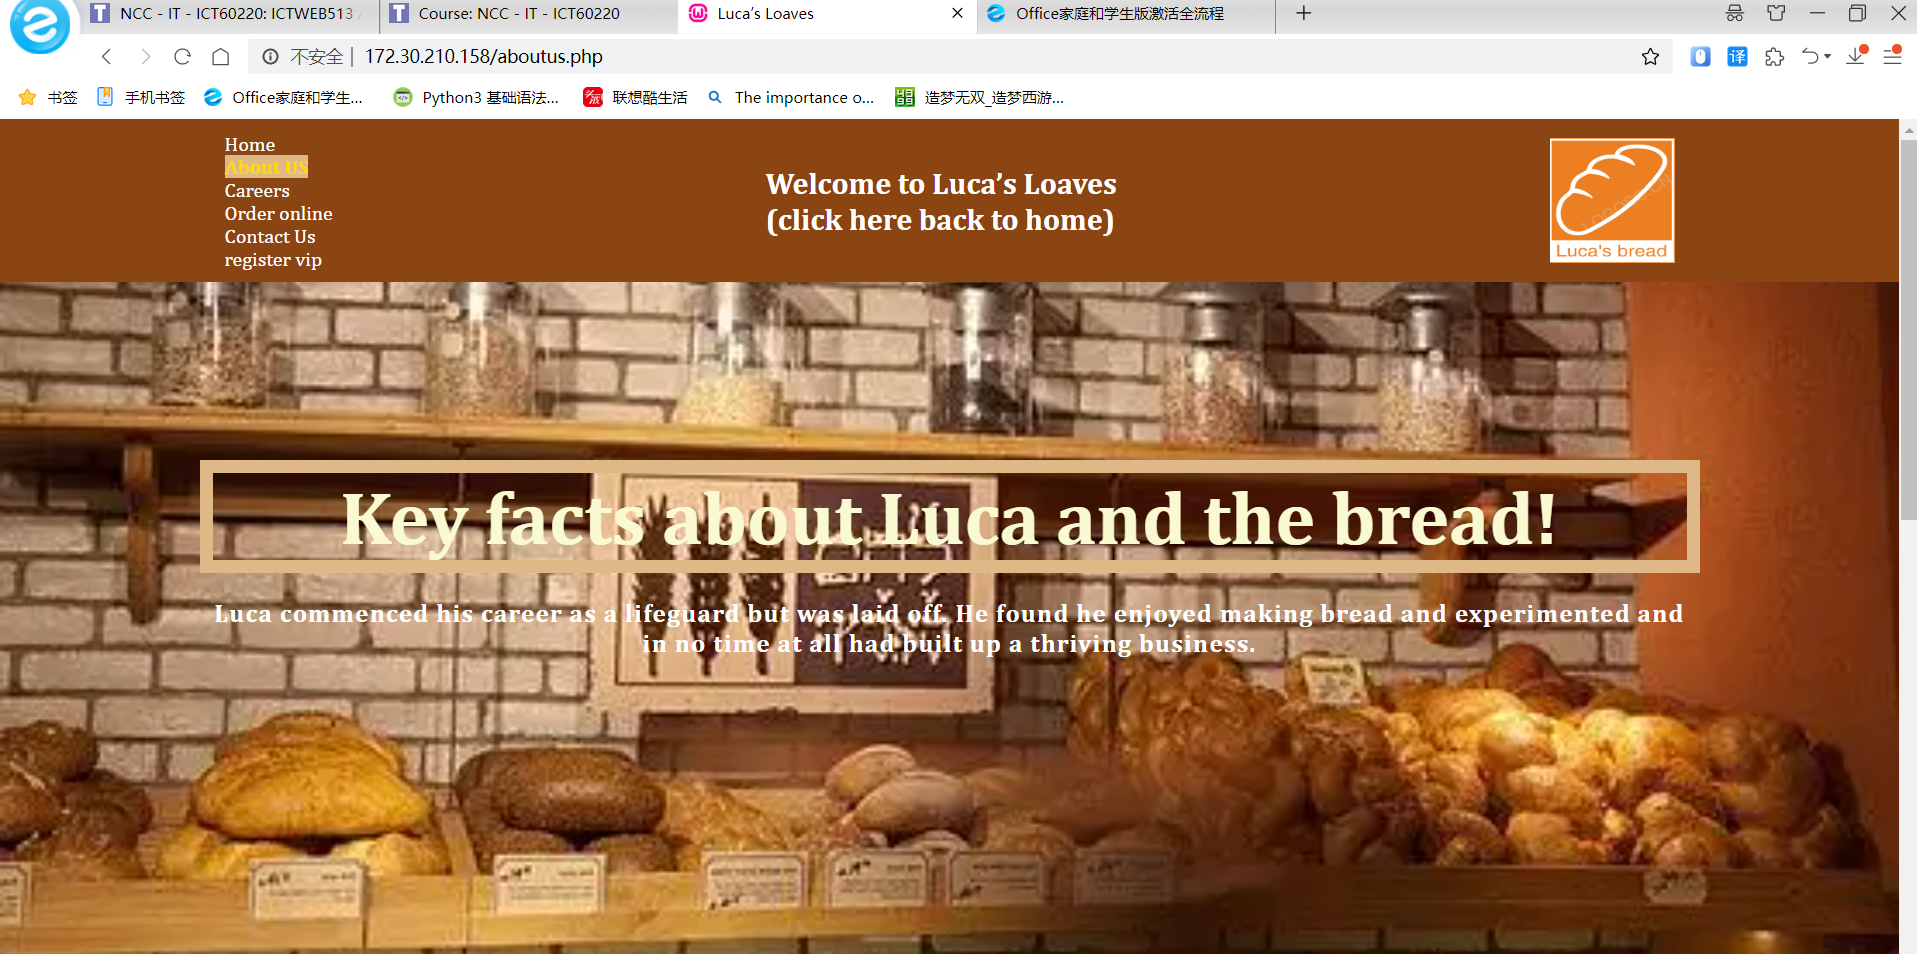 NCC - IT - ICT60220: ICTWEB513
Course: NCC - IT - ICT60220
Luca's Loaves
Office家庭和学生版激活全流程
不安全 | 172.30.210.158/aboutus.php
译
书签
手机书签
Office家庭和学生...
Python3 基础语法...
联想酷生活
The importance o...
造梦无双_造梦西游...
Home
About US
Careers
Order online
Contact Us
register vip
Welcome to Luca’s Loaves
(click here back to home)
Luca's bread
Key facts about Luca and the bread!
Luca commenced his career as a lifeguard but was laid off. He found he enjoyed making bread and experimented and
in no time at all had built up a thriving business.